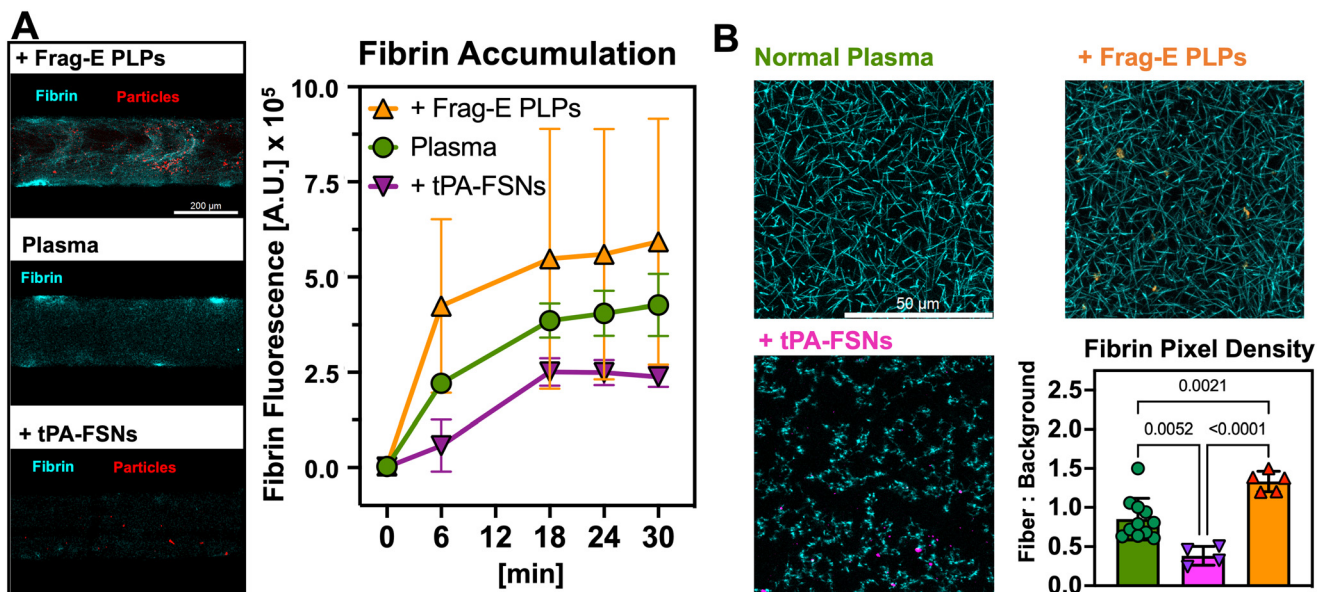 A
+ Frag-E PLPs
Fibrin Particles
200 µm
Plasma
Fibrin
+ tPA-FSNs
Fibrin Particles
Fibrin Accumulation
Fibrin Fluorescence [A.U.] x 10⁵
10.0
7.5
5.0
2.5
0.0
+ Frag-E PLPs
Plasma
+ tPA-FSNs
0 6 12 18 24 30
[min]
B
Normal Plasma
50 µm
+ Frag-E PLPs
+ tPA-FSNs
Fibrin Pixel Density
Fiber : Background
2.5
2.0
1.5
1.0
0.5
0.0
0.0021
0.0052 <0.0001